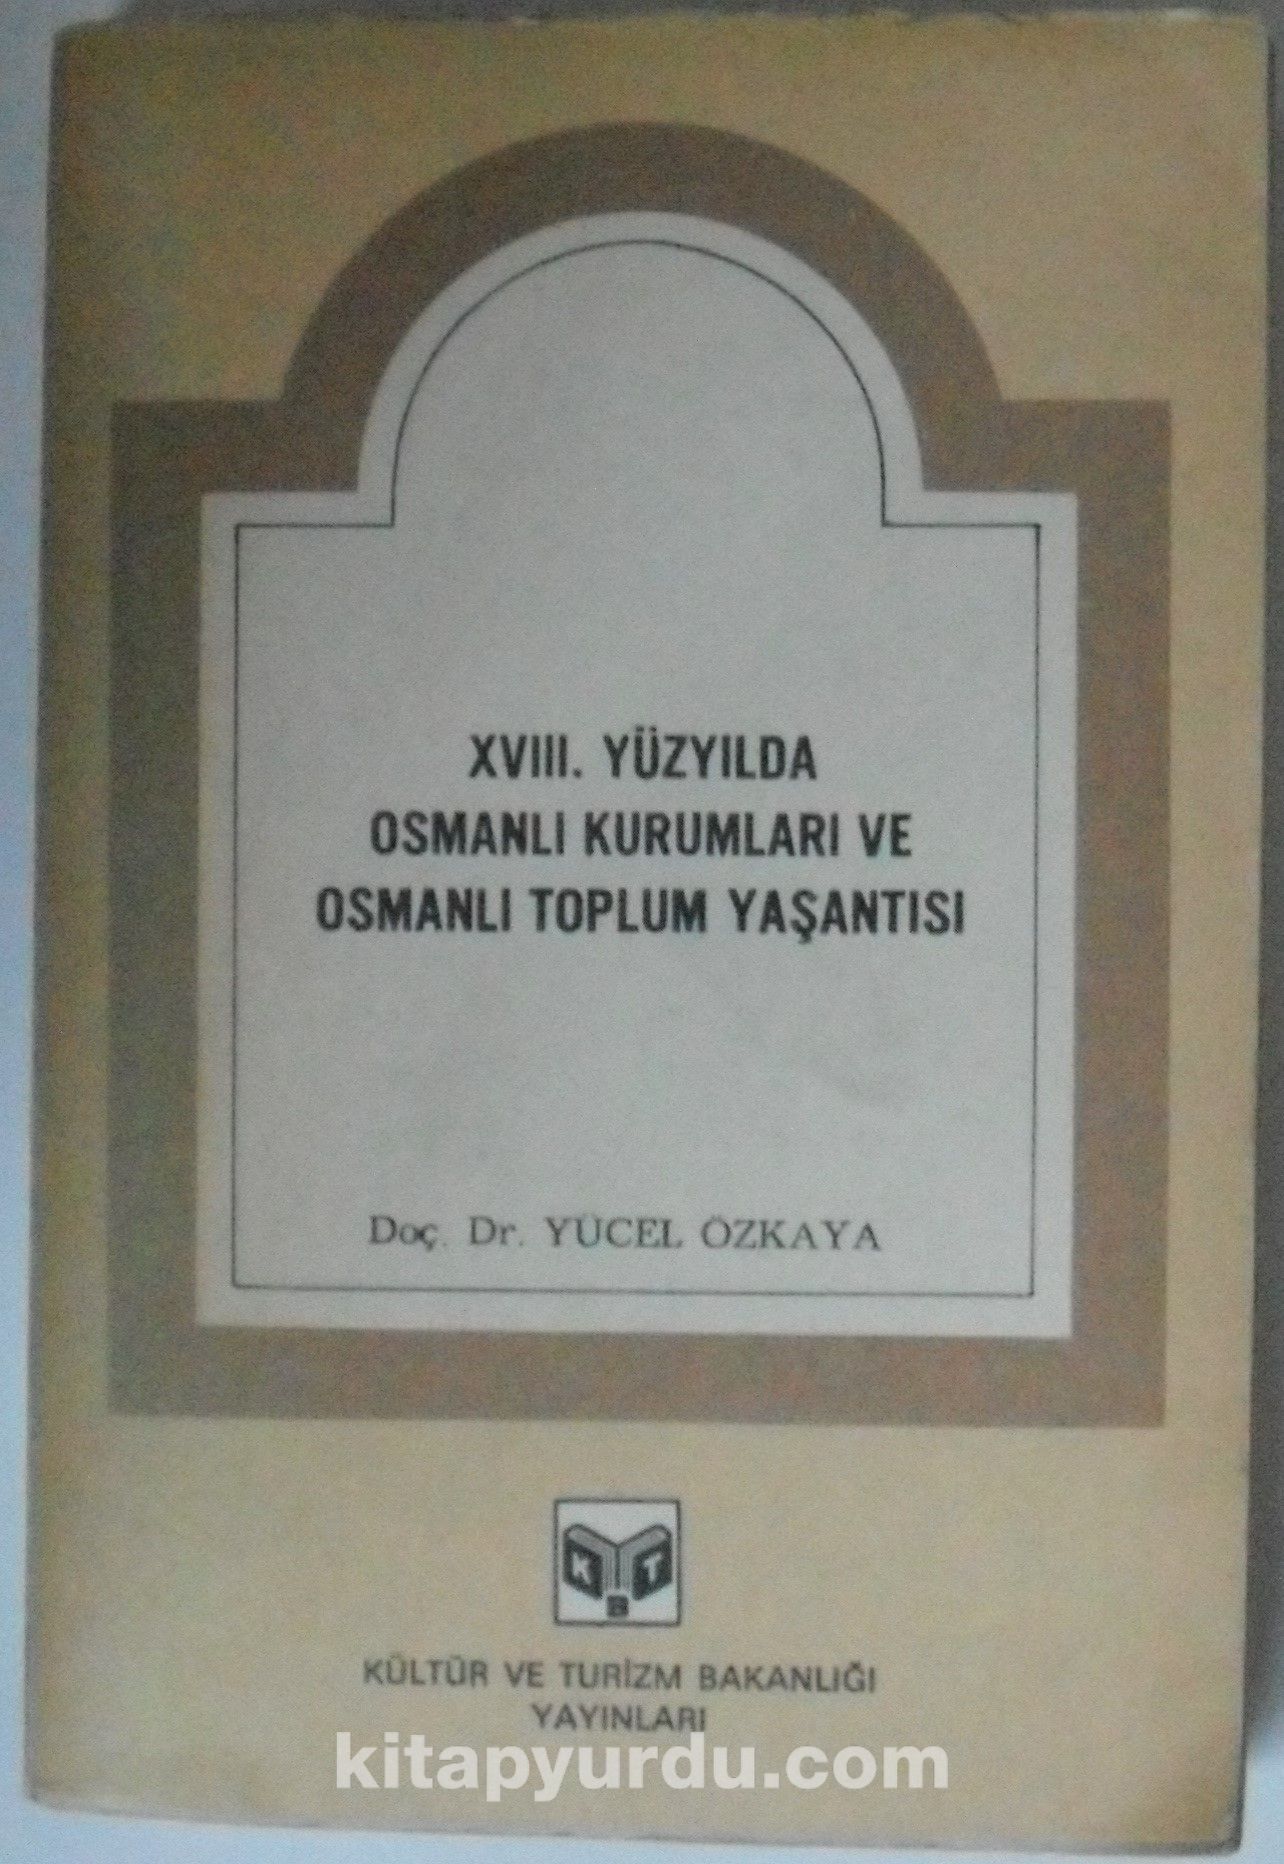 XVIII. YÜZYILDA
OSMANLI KURUMLARI VE
OSMANLI TOPLUM YAŞANTISI
Doç. Dr. YÜCEL ÖZKAYA
K T
B
KÜLTÜR VE TURİZM BAKANLIĞI
YAYINLARI
kitapyurdu.com